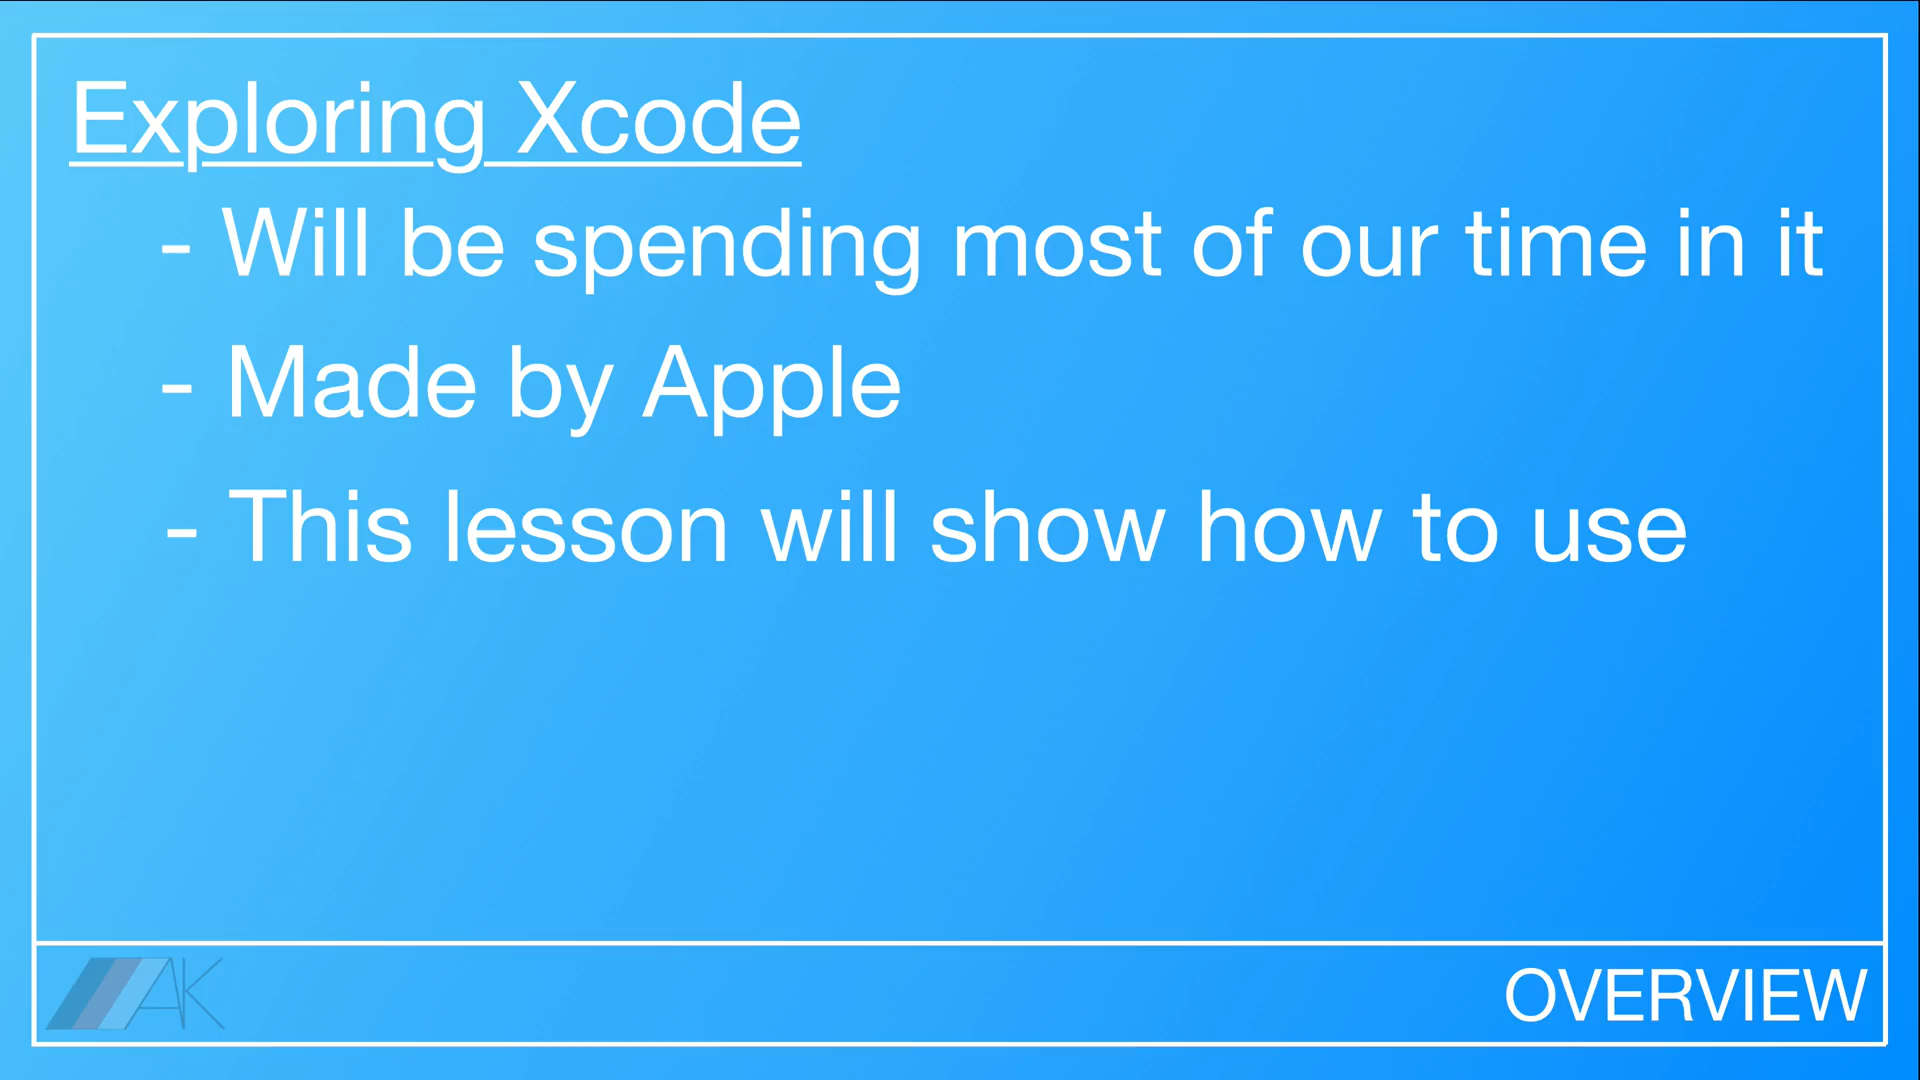 Exploring Xcode
- Will be spending most of our time in it
- Made by Apple
- This lesson will show how to use
AK
OVERVIEW